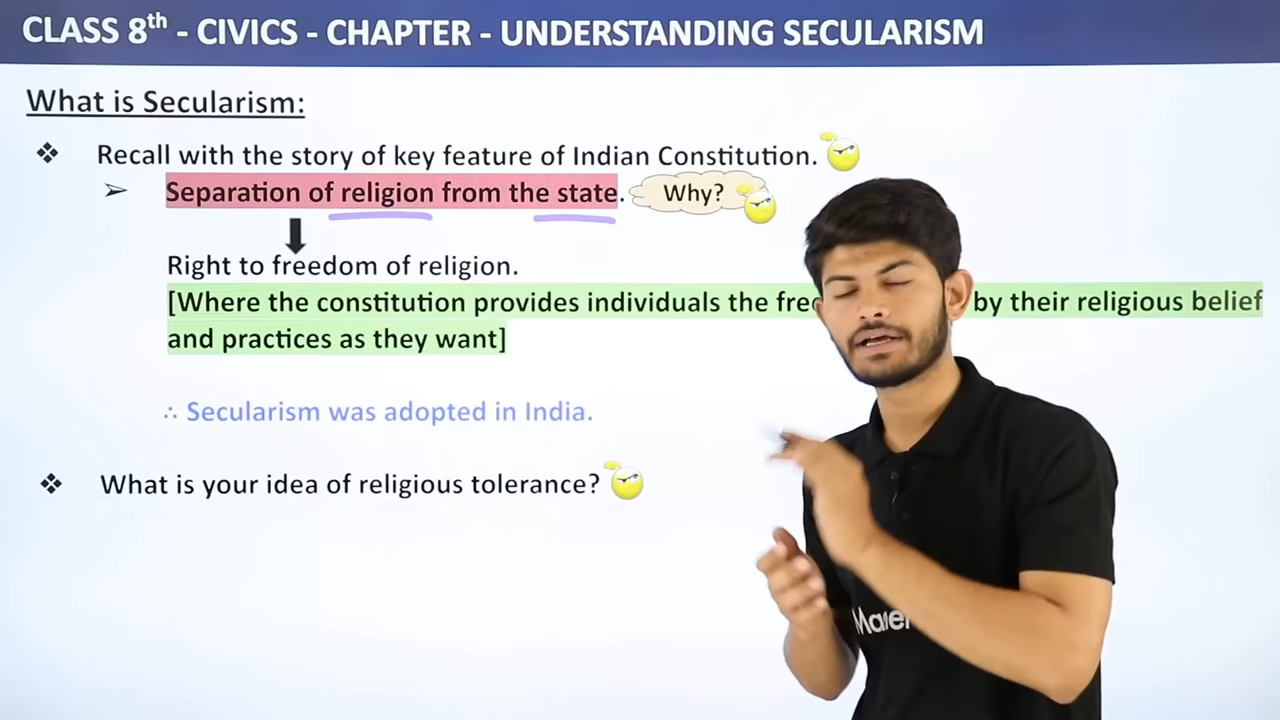 CLASS 8th - CIVICS - CHAPTER - UNDERSTANDING SECULARISM
What is Secularism:
❖ Recall with the story of key feature of Indian Constitution.
➢ Separation of religion from the state. Why?
Right to freedom of religion.
[Where the constitution provides individuals the by their religious belief
and practices as they want]
∴ Secularism was adopted in India.
❖ What is your idea of religious tolerance?